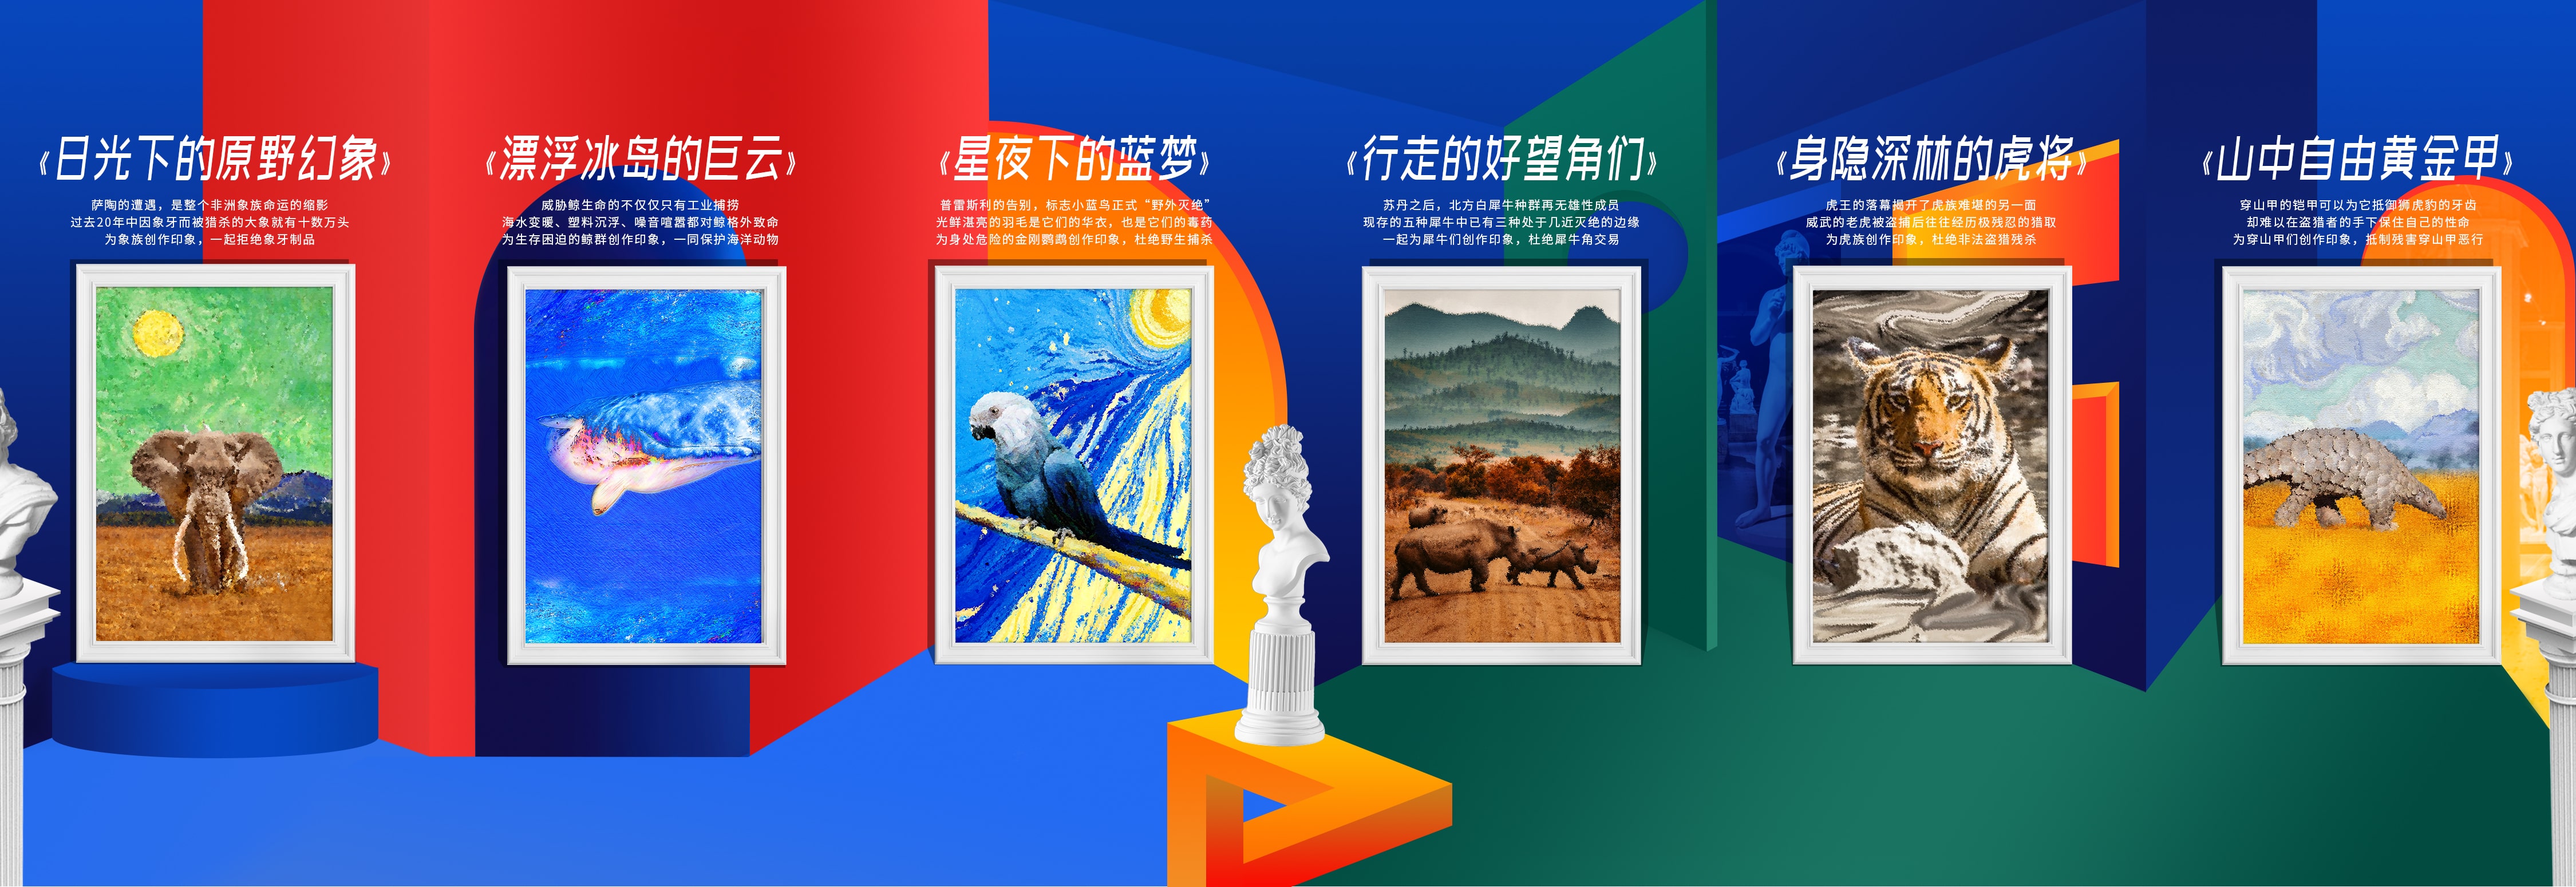 《日光下的原野幻象》
萨陶的遭遇，是整个非洲象族命运的缩影
过去20年中因象牙而被猎杀的大象就有十数万头
为象族创作印象，一起拒绝象牙制品
《漂浮冰岛的巨云》
威胁鲸生命的不仅仅只有工业捕捞
海水变暖、塑料沉浮、噪音喧嚣都对鲸格外致命
为生存困迫的鲸群创作印象，一同保护海洋动物
《星夜下的蓝梦》
普雷斯利的告别，标志小蓝鸟正式“野外灭绝”
光鲜湛亮的羽毛是它们的华衣，也是它们的毒药
为身处危险的金刚鹦鹉创作印象，杜绝野生捕杀
《行走的好望角们》
苏丹之后，北方白犀牛种群再无雄性成员
现存的五种犀牛中已有三种处于几近灭绝的边缘
一起为犀牛们创作印象，杜绝犀牛角交易
《身隐深林的虎将》
虎王的落幕揭开了虎族难堪的另一面
威武的老虎被盗捕后往往经历极残忍的猎取
为虎族创作印象，杜绝非法盗猎残杀
《山中自由黄金甲》
穿山甲的铠甲可以为它抵御狮虎豹的牙齿
却难以在盗猎者的手下保住自己的性命
为穿山甲们创作印象，抵制残害穿山甲恶行